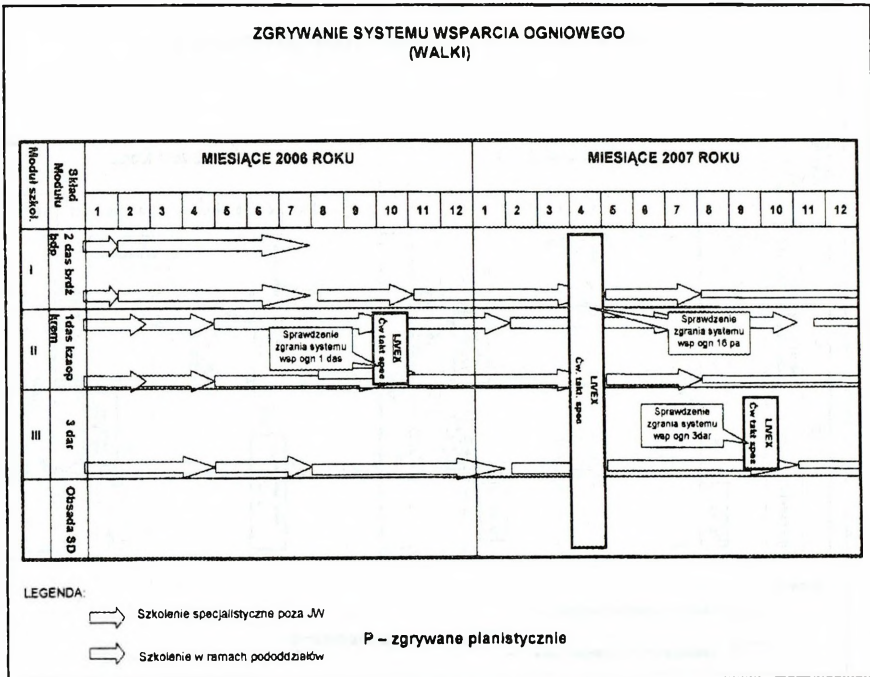 ZGRYWANIE SYSTEMU WSPARCIA OGNIOWEGO
(WALKI)
Moduł szkol.
Skład
Modułu
MIESIĄCE 2006 ROKU
MIESIĄCE 2007 ROKU
1 2 3 4 5 6 7 8 9 10 11 12 1 2 3 4 5 6 7 8 9 10 11 12
I
2 das brdż
bdp
II
1das kzaop
krem
Sprawdzenie
zgrania systemu
wsp ogn 1 das
LIVEX
Ćw takt spec
LIVEX
Ćw. takt. spec
Sprawdzenie
zgrania systemu
wsp ogn 16 pa
III
3 dar
Sprawdzenie
zgrania systemu
wsp ogn 3dar
LIVEX
Ćw takt spec
Obsada SD
LEGENDA:
Szkolenie specjalistyczne poza JW
Szkolenie w ramach pododdziałów
P – zgrywane planistycznie